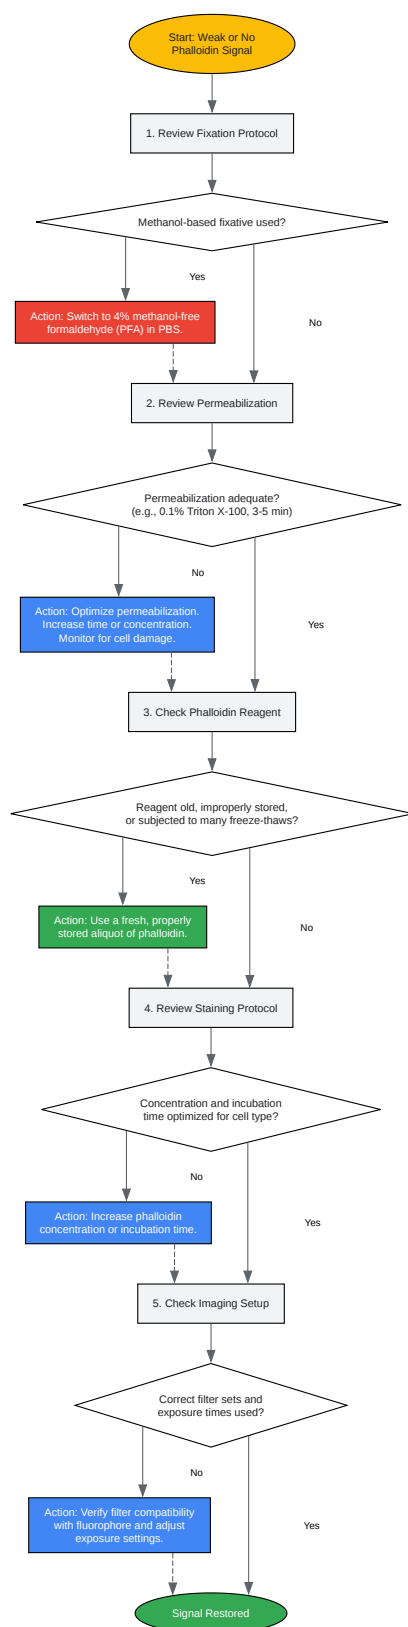 Start: Weak or No
Phalloidin Signal
1. Review Fixation Protocol
Methanol-based fixative used?
Yes
Action: Switch to 4% methanol-free
formaldehyde (PFA) in PBS.
No
2. Review Permeabilization
Permeabilization adequate?
(e.g., 0.1% Triton X-100, 3-5 min)
No
Action: Optimize permeabilization.
Increase time or concentration.
Monitor for cell damage.
Yes
3. Check Phalloidin Reagent
Reagent old, improperly stored,
or subjected to many freeze-thaws?
Yes
Action: Use a fresh, properly
stored aliquot of phalloidin.
No
4. Review Staining Protocol
Concentration and incubation
time optimized for cell type?
No
Action: Increase phalloidin
concentration or incubation time.
Yes
5. Check Imaging Setup
Correct filter sets and
exposure times used?
No
Action: Verify filter compatibility
with fluorophore and adjust
exposure settings.
Yes
Signal Restored